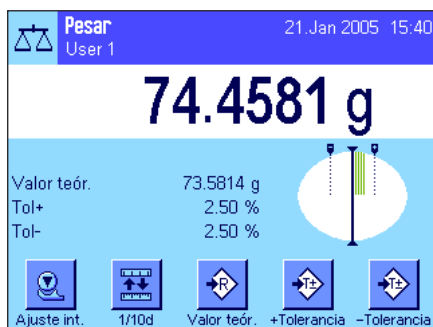 Pesar
User 1
21.Jan 2005 15:40
74.4581 g
Valor teór. 73.5814 g
Tol+ 2.50 %
Tol- 2.50 %
R T± T±
Ajuste int. 1/10d Valor teór. +Tolerancia −Tolerancia